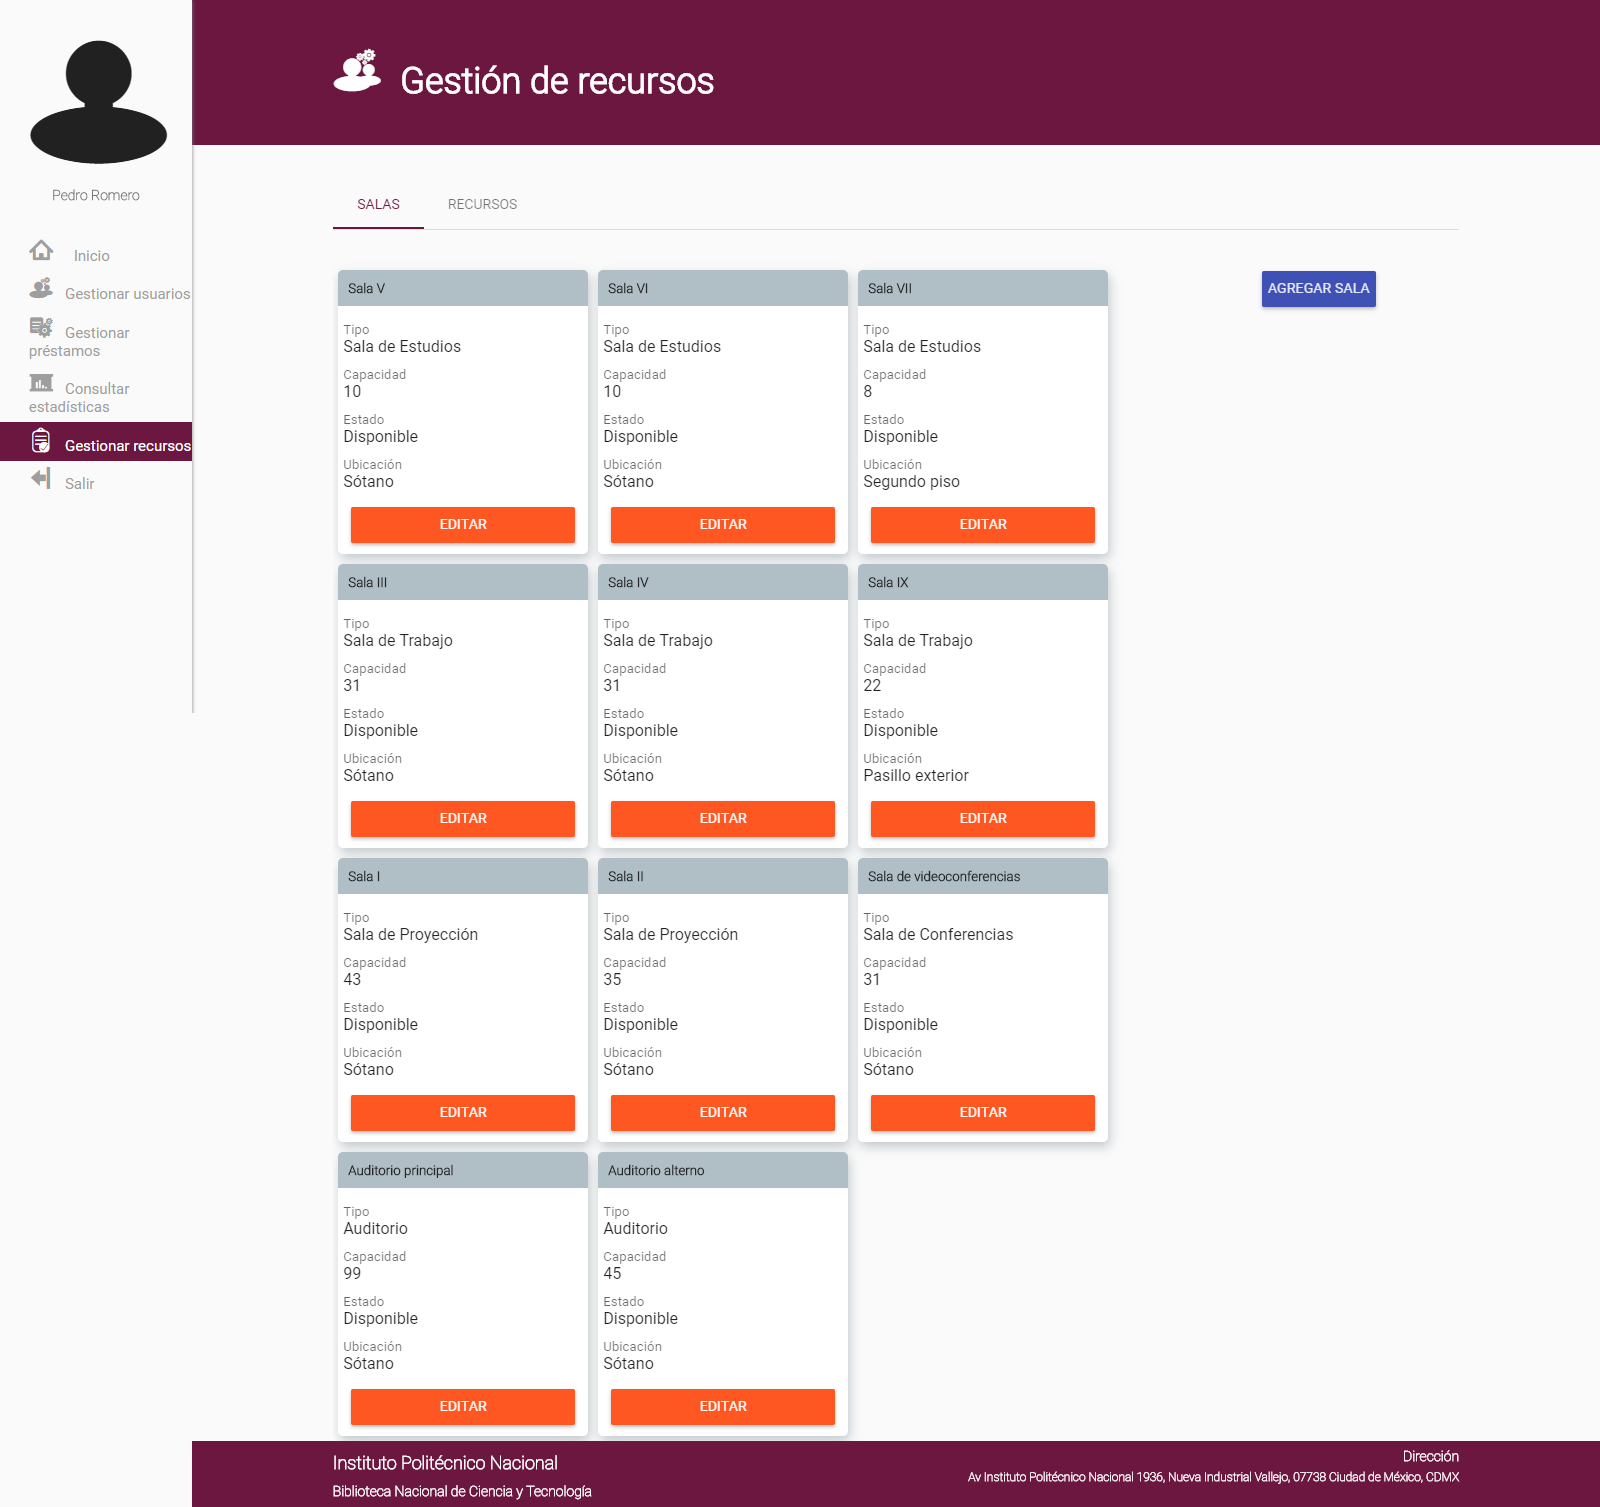 Pedro Romero
Inicio
Gestionar usuarios
Gestionar
préstamos
Consultar
estadísticas
Gestionar recursos
Salir
Gestión de recursos
SALAS RECURSOS
AGREGAR SALA
Sala V
Tipo
Sala de Estudios
Capacidad
10
Estado
Disponible
Ubicación
Sótano
EDITAR
Sala VI
Tipo
Sala de Estudios
Capacidad
10
Estado
Disponible
Ubicación
Sótano
EDITAR
Sala VII
Tipo
Sala de Estudios
Capacidad
8
Estado
Disponible
Ubicación
Segundo piso
EDITAR
Sala III
Tipo
Sala de Trabajo
Capacidad
31
Estado
Disponible
Ubicación
Sótano
EDITAR
Sala IV
Tipo
Sala de Trabajo
Capacidad
31
Estado
Disponible
Ubicación
Sótano
EDITAR
Sala IX
Tipo
Sala de Trabajo
Capacidad
22
Estado
Disponible
Ubicación
Pasillo exterior
EDITAR
Sala I
Tipo
Sala de Proyección
Capacidad
43
Estado
Disponible
Ubicación
Sótano
EDITAR
Sala II
Tipo
Sala de Proyección
Capacidad
35
Estado
Disponible
Ubicación
Sótano
EDITAR
Sala de videoconferencias
Tipo
Sala de Conferencias
Capacidad
31
Estado
Disponible
Ubicación
Sótano
EDITAR
Auditorio principal
Tipo
Auditorio
Capacidad
99
Estado
Disponible
Ubicación
Sótano
EDITAR
Auditorio alterno
Tipo
Auditorio
Capacidad
45
Estado
Disponible
Ubicación
Sótano
EDITAR
Instituto Politécnico Nacional
Biblioteca Nacional de Ciencia y Tecnología
Dirección
Av Instituto Politécnico Nacional 1936, Nueva Industrial Vallejo, 07738 Ciudad de México, CDMX